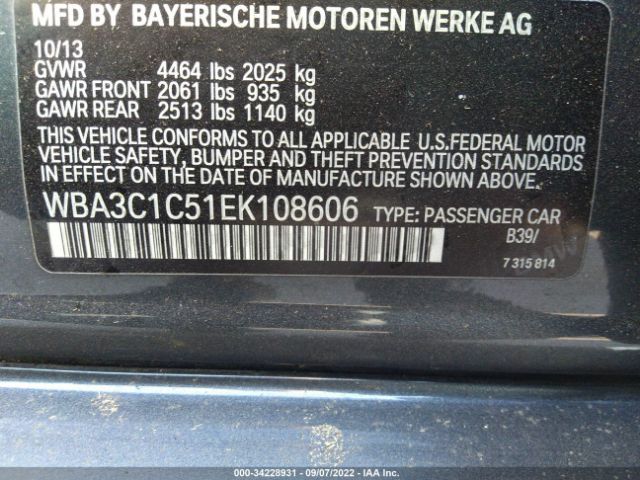 MFD BY BAYERISCHE MOTOREN WERKE AG
10/13
GVWR 4464 lbs 2025 kg
GAWR FRONT 2061 lbs 935 kg
GAWR REAR 2513 lbs 1140 kg
THIS VEHICLE CONFORMS TO ALL APPLICABLE U.S.FEDERAL MOTOR
VEHICLE SAFETY, BUMPER AND THEFT PREVENTION STANDARDS
IN EFFECT ON THE DATE OF MANUFACTURE SHOWN ABOVE.
WBA3C1C51EK108606 TYPE: PASSENGER CAR
B39/
7 315 814
000-34228931 - 09/07/2022 - IAA Inc.